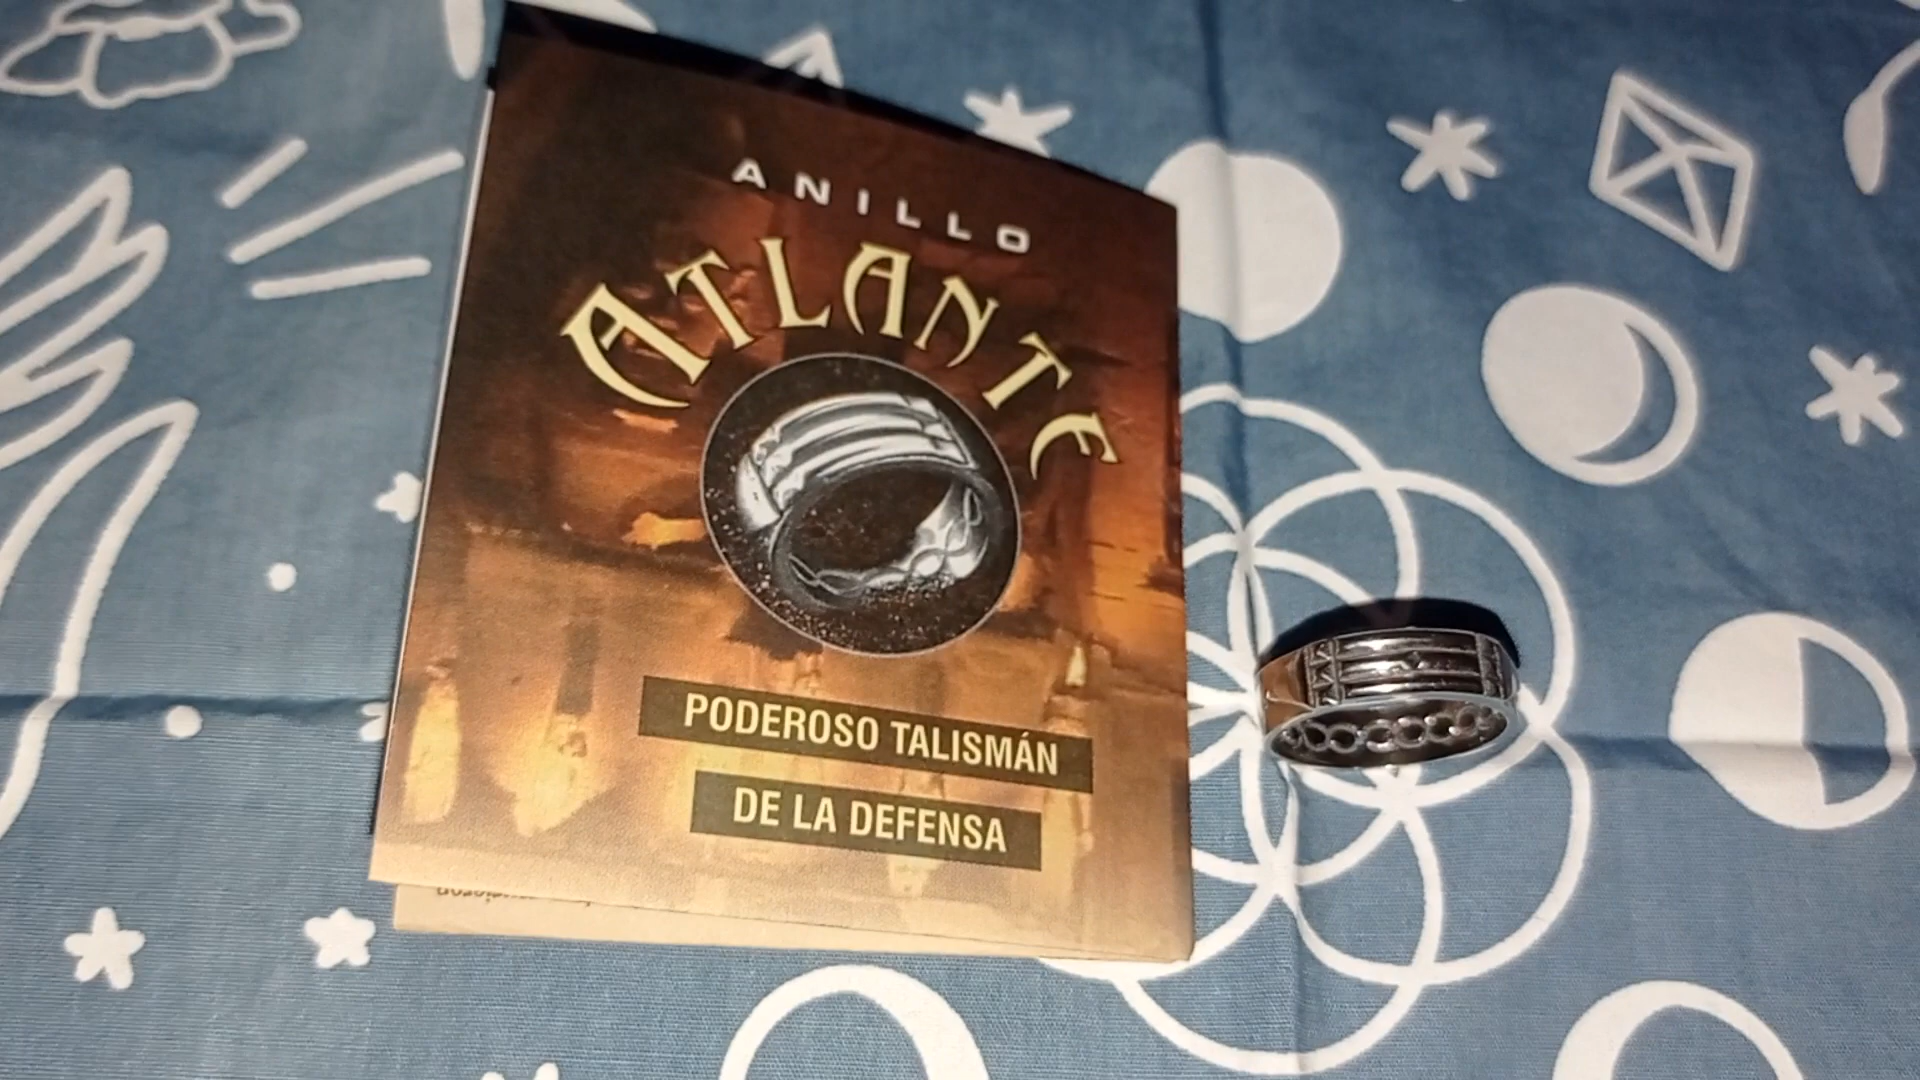 ANILLO
ATLANTE
PODEROSO TALISMÁN
DE LA DEFENSA